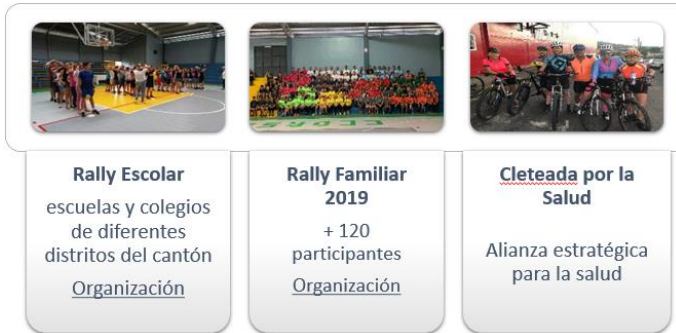 Rally Escolar
escuelas y colegios
de diferentes
distritos del cantón
Organización
Rally Familiar
2019
+ 120
participantes
Organización
Cleteada por la
Salud
Alianza estratégica
para la salud